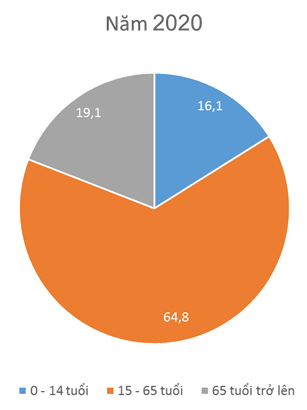 Năm 2020
19,1
16,1
64,8
0 - 14 tuổi
15 - 65 tuổi
65 tuổi trở lên